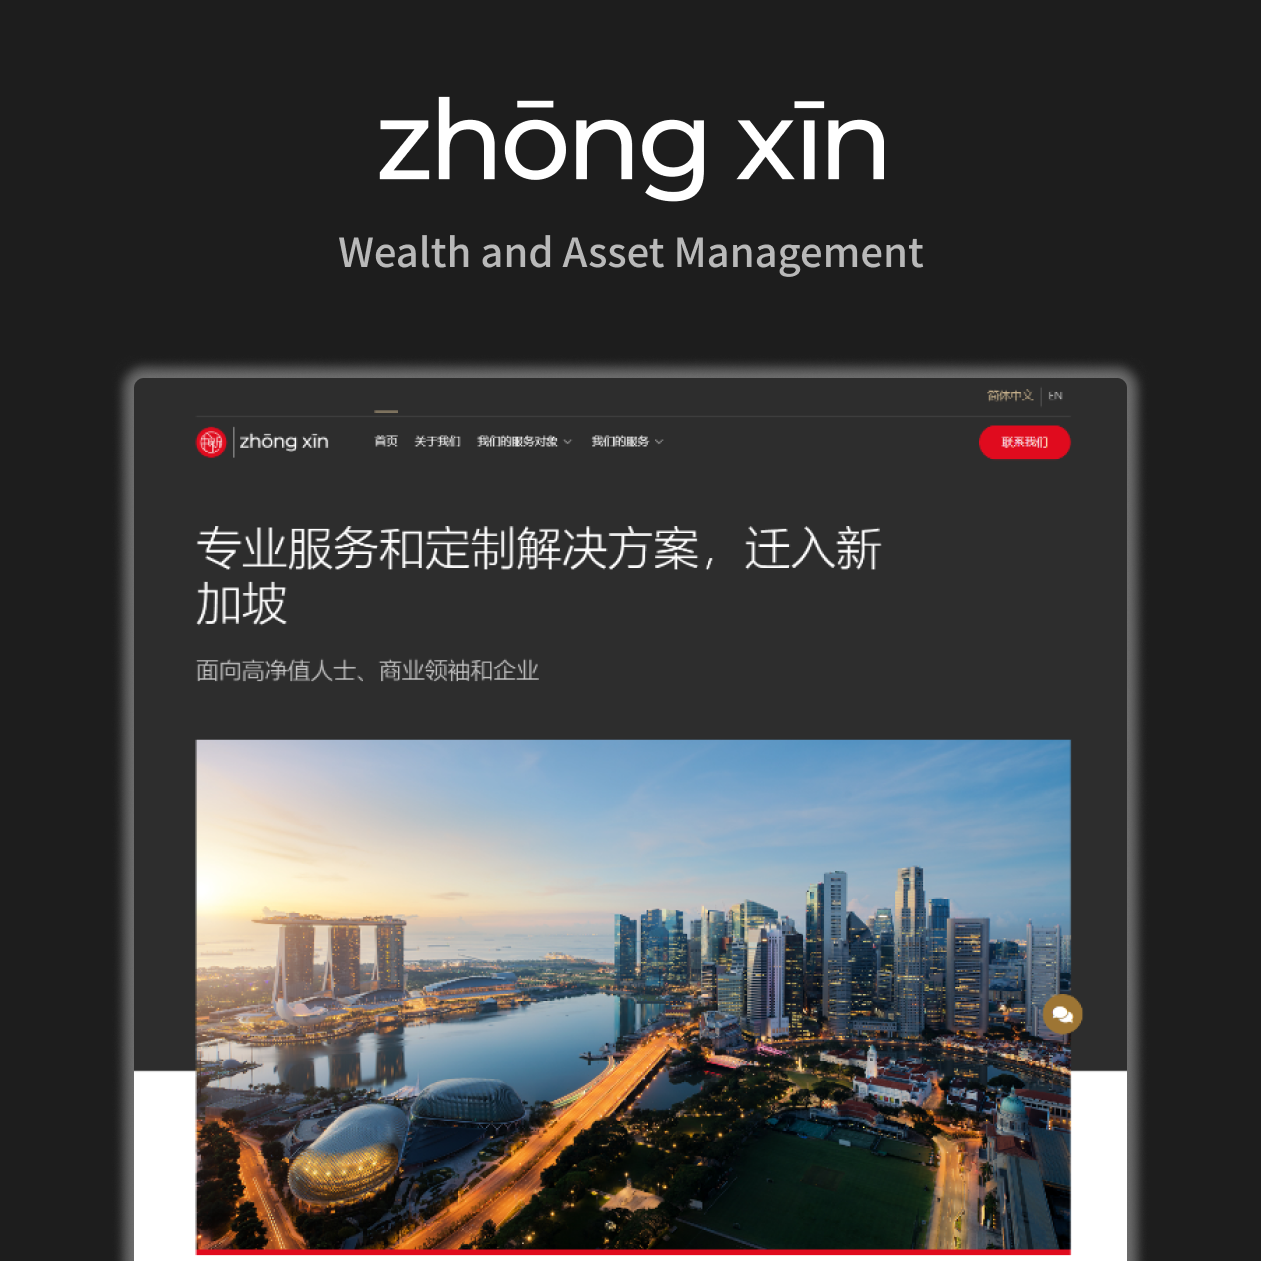 zhōng xīn
Wealth and Asset Management
简体中文 EN
zhōng xīn 首页 关于我们 我们的服务对象 我们的服务 联系我们
专业服务和定制解决方案，迁入新
加坡
面向高净值人士、商业领袖和企业